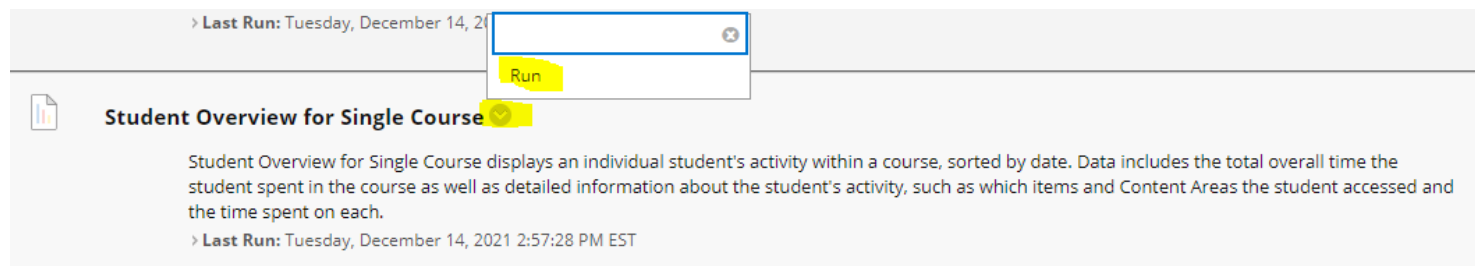 > Last Run: Tuesday, December 14, 20
Run
Student Overview for Single Course
Student Overview for Single Course displays an individual student's activity within a course, sorted by date. Data includes the total overall time the
student spent in the course as well as detailed information about the student's activity, such as which items and Content Areas the student accessed and
the time spent on each.
> Last Run: Tuesday, December 14, 2021 2:57:28 PM EST